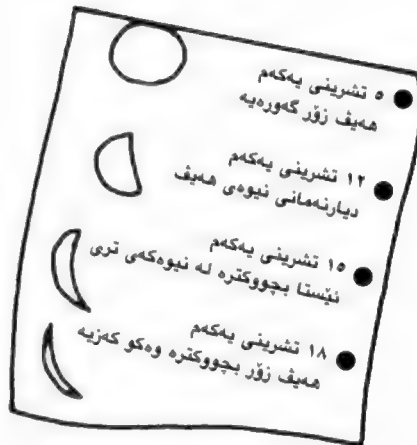 ٥ تشرینی یەکەم
هەیڤ زۆر گەورەیە
١٢ تشرینی یەکەم
دیارنەمانی نیوەی هەیڤ
١٥ تشرینی یەکەم
ئێستا بچووکترە لە نیوەکەی تری
١٨ تشرینی یەکەم
هەیڤ زۆر بچووکترە وەکو کەزیە